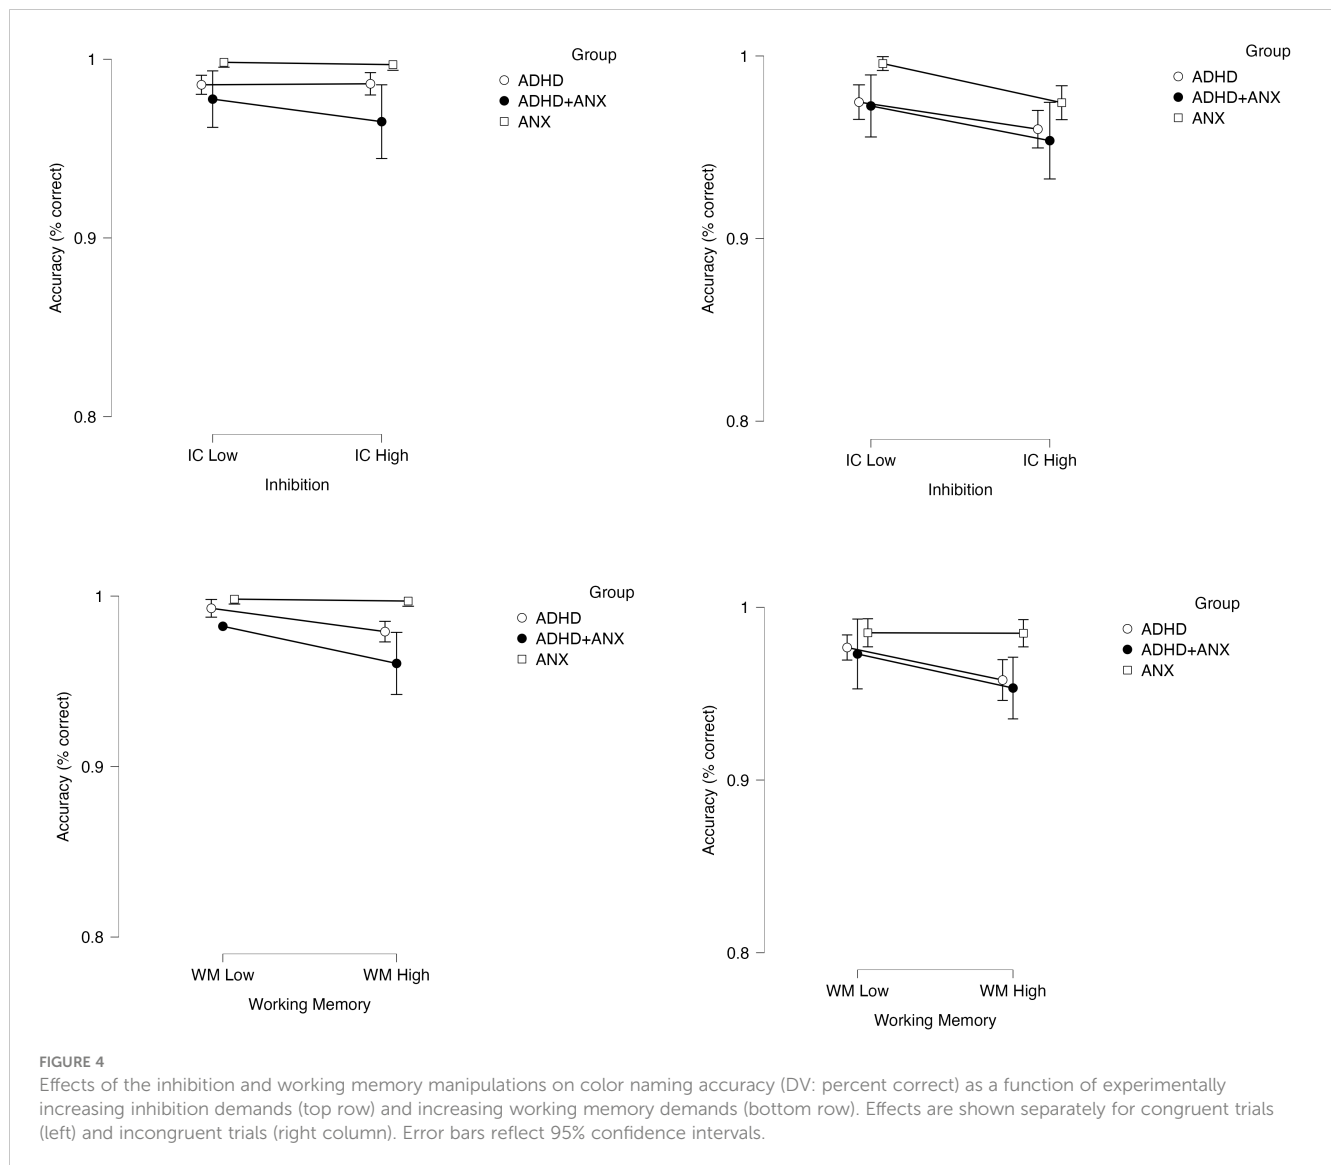 Group
ADHD
ADHD+ANX
ANX
1
0.9
0.8
Accuracy (% correct)
IC Low
IC High
Inhibition
Group
ADHD
ADHD+ANX
ANX
1
0.9
0.8
Accuracy (% correct)
IC Low
IC High
Inhibition
Group
ADHD
ADHD+ANX
ANX
1
0.9
0.8
Accuracy (% correct)
WM Low
WM High
Working Memory
Group
ADHD
ADHD+ANX
ANX
1
0.9
0.8
Accuracy (% correct)
WM Low
WM High
Working Memory
FIGURE 4
Effects of the inhibition and working memory manipulations on color naming accuracy (DV: percent correct) as a function of experimentally
increasing inhibition demands (top row) and increasing working memory demands (bottom row). Effects are shown separately for congruent trials
(left) and incongruent trials (right column). Error bars reflect 95% confidence intervals.